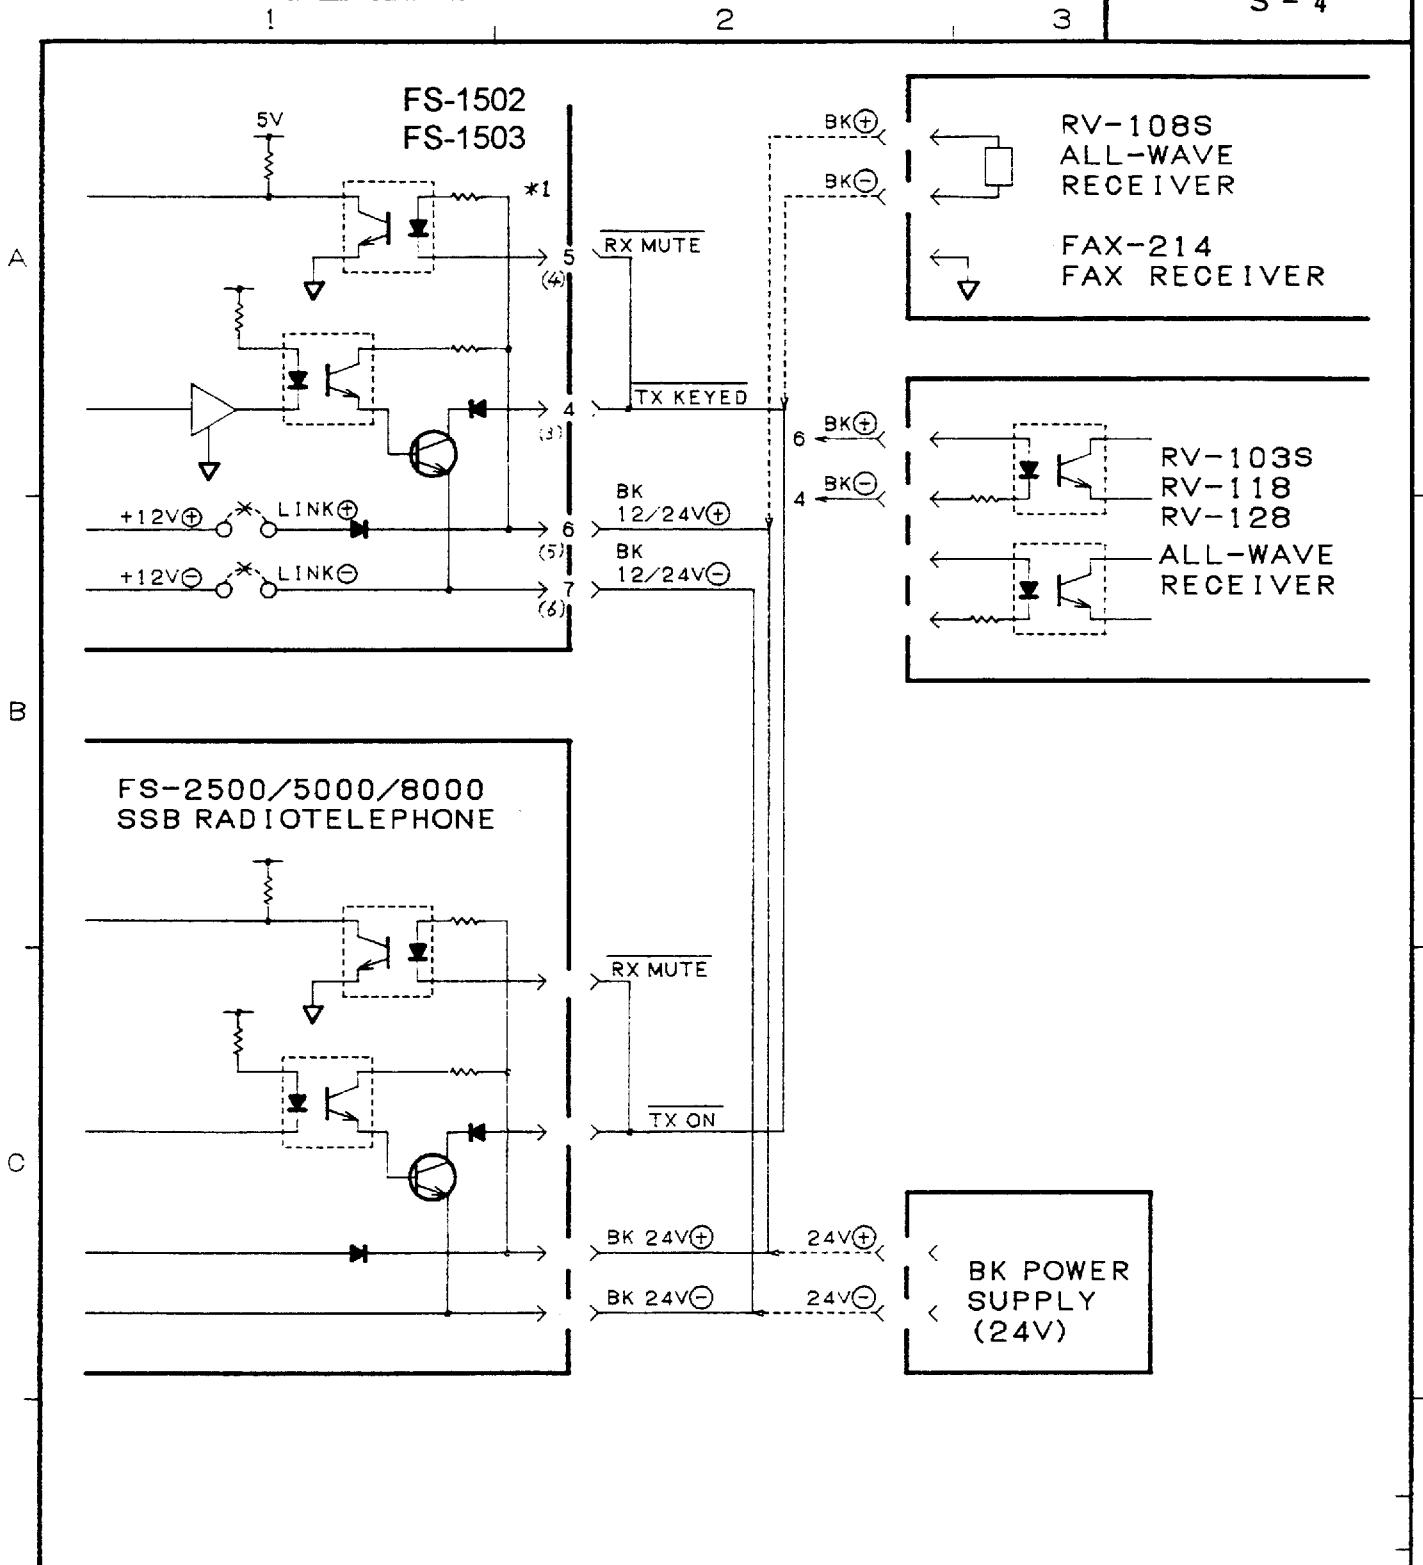 1
2
3
S - 4
A
B
C
FS-1502
FS-1503
5V
*1
5
(4)
4
(3)
+12V⊕
LINK⊕
6
(5)
+12V⊖
LINK⊖
7
(6)
RX MUTE
TX KEYED
BK
12/24V⊕
BK
12/24V⊖
BK⊕
BK⊖
RV-108S
ALL-WAVE
RECEIVER
FAX-214
FAX RECEIVER
6
BK⊕
4
BK⊖
RV-103S
RV-118
RV-128
ALL-WAVE
RECEIVER
FS-2500/5000/8000
SSB RADIOTELEPHONE
RX MUTE
TX ON
BK 24V⊕
BK 24V⊖
24V⊕
24V⊖
BK POWER
SUPPLY
(24V)